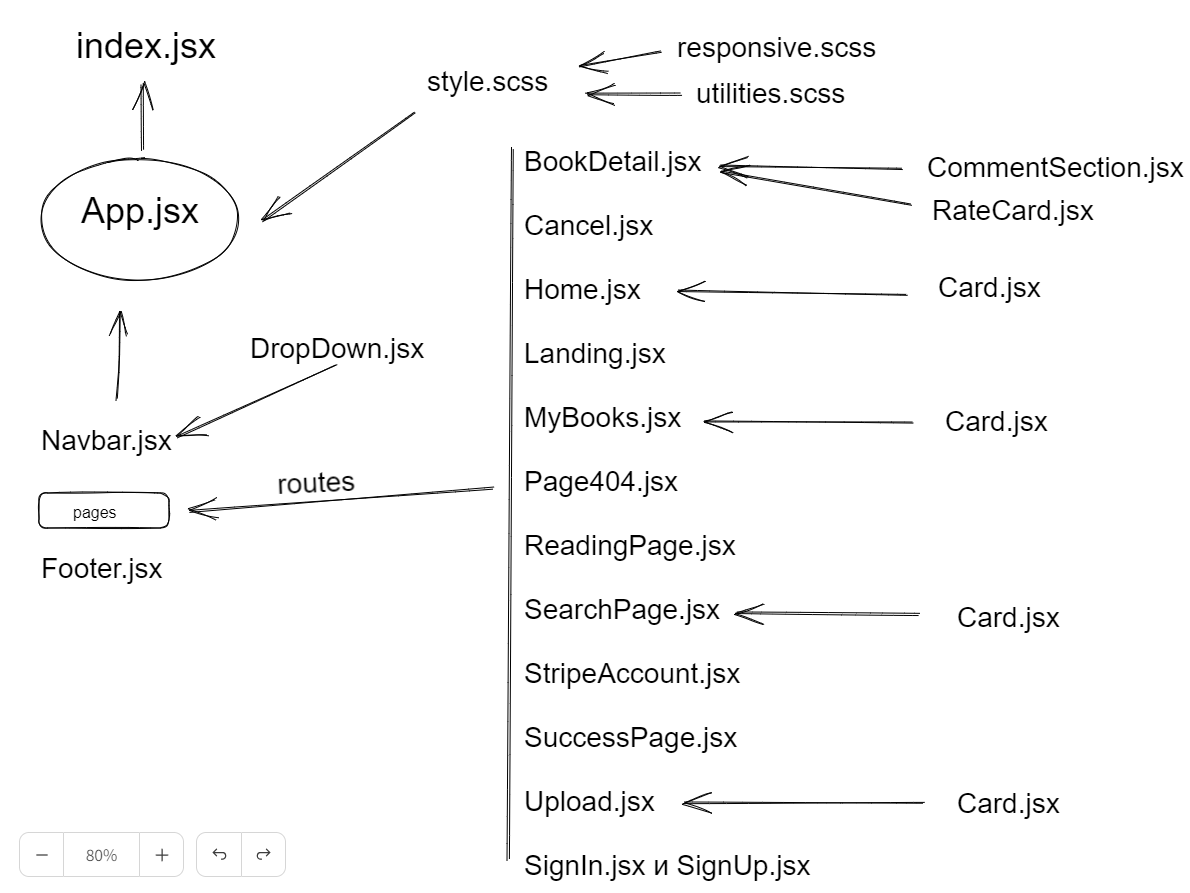 index.jsx
App.jsx
style.scss
responsive.scss
utilities.scss
DropDown.jsx
Navbar.jsx
routes
pages
Footer.jsx
BookDetail.jsx
CommentSection.jsx
RateCard.jsx
Cancel.jsx
Home.jsx
Card.jsx
Landing.jsx
MyBooks.jsx
Card.jsx
Page404.jsx
ReadingPage.jsx
SearchPage.jsx
Card.jsx
StripeAccount.jsx
SuccessPage.jsx
Upload.jsx
Card.jsx
SignIn.jsx и SignUp.jsx
80%